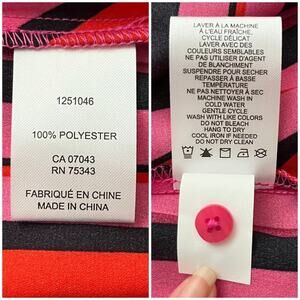 1251046
100% POLYESTER
CA 07043
RN 75343
FABRIQUÉ EN CHINE
MADE IN CHINA
LAVER À LA MACHINE
À L'EAU FRAÎCHE.
CYCLE DÉLICAT
LAVER AVEC DES
COULEURS SEMBLABLES
NE PAS UTILISER D'AGENT
DE BLANCHIMENT
SUSPENDRE POUR SÉCHER
REPASSER À BASSE
TEMPÉRATURE
NE PAS NETTOYER À SEC
MACHINE WASH IN
COLD WATER
GENTLE CYCLE
WASH WITH LIKE COLORS
DO NOT BLEACH
HANG TO DRY
COOL IRON IF NEEDED
DO NOT DRY CLEAN